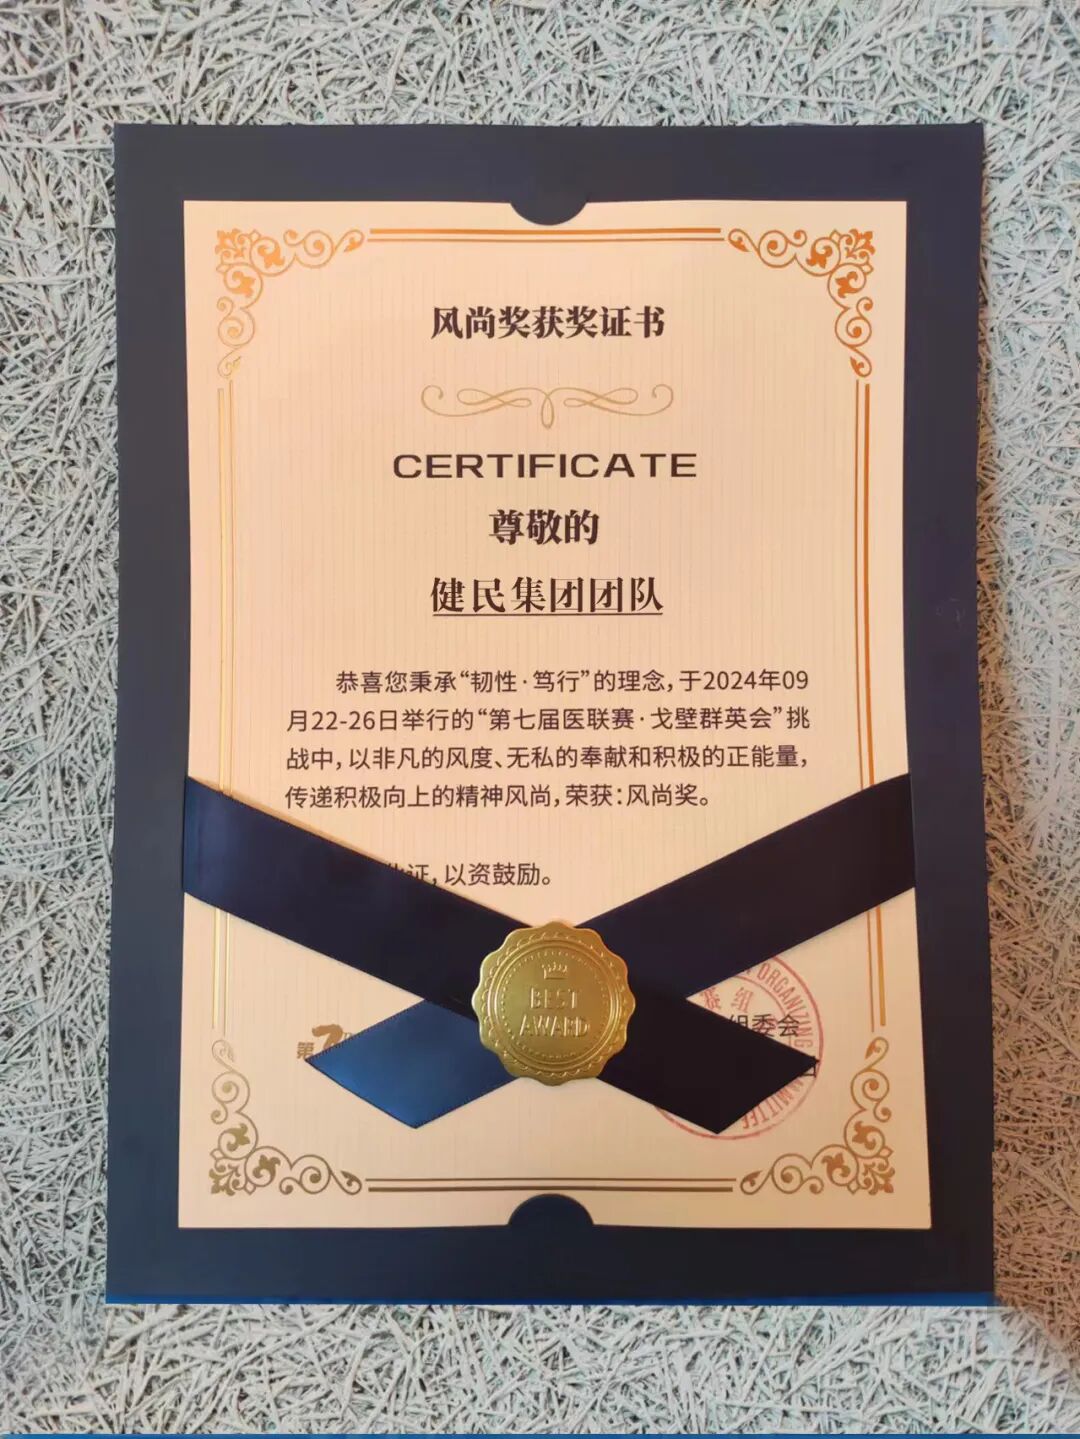 风尚奖获奖证书
CERTIFICATE
尊敬的
健民集团团队
恭喜您秉承“韧性·笃行”的理念，于2024年09
月22-26日举行的“第七届医联赛·戈壁群英会”挑
战中，以非凡的风度、无私的奉献和积极的正能量，
传递积极向上的精神风尚，荣获：风尚奖。
证，以资鼓励。
BEST
AWARD
第7
ORGANIZING
赛组
组委会